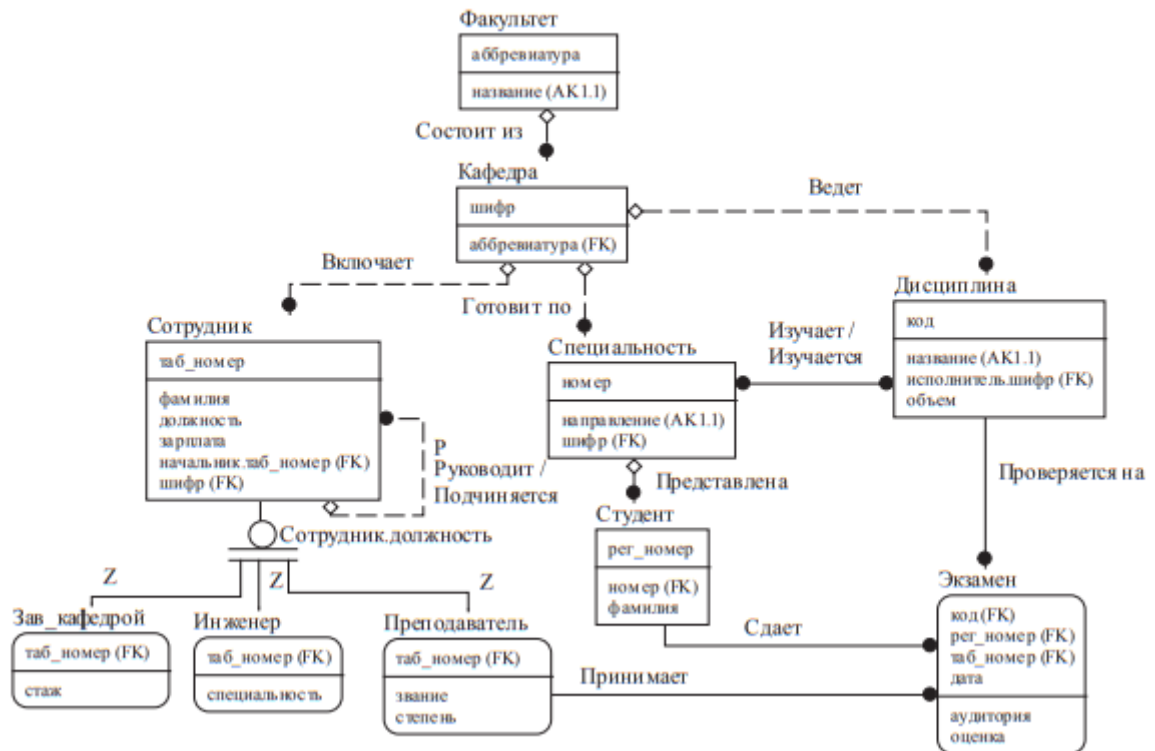 Факультет
аббревиатура
название (AK1.1)
Состоит из
Кафедра
шифр
аббревиатура (FK)
Ведет
Включает
Готовит по
Дисциплина
код
название (AK1.1)
исполнитель.шифр (FK)
объем
Изучает /
Изучается
Сотрудник
таб_номер
фамилия
должность
зарплата
начальник.таб_номер (FK)
шифр (FK)
Р
Руководит /
Подчиняется
Специальность
номер
направление (AK1.1)
шифр (FK)
Представлена
Проверяется на
Сотрудник.должность
Студент
рег_номер
номер (FK)
фамилия
Z
Z
Z
Зав_кафедрой
таб_номер (FK)
стаж
Инженер
таб_номер (FK)
специальность
Преподаватель
таб_номер (FK)
звание
степень
Сдает
Принимает
Экзамен
код (FK)
рег_номер (FK)
таб_номер (FK)
дата
аудитория
оценка